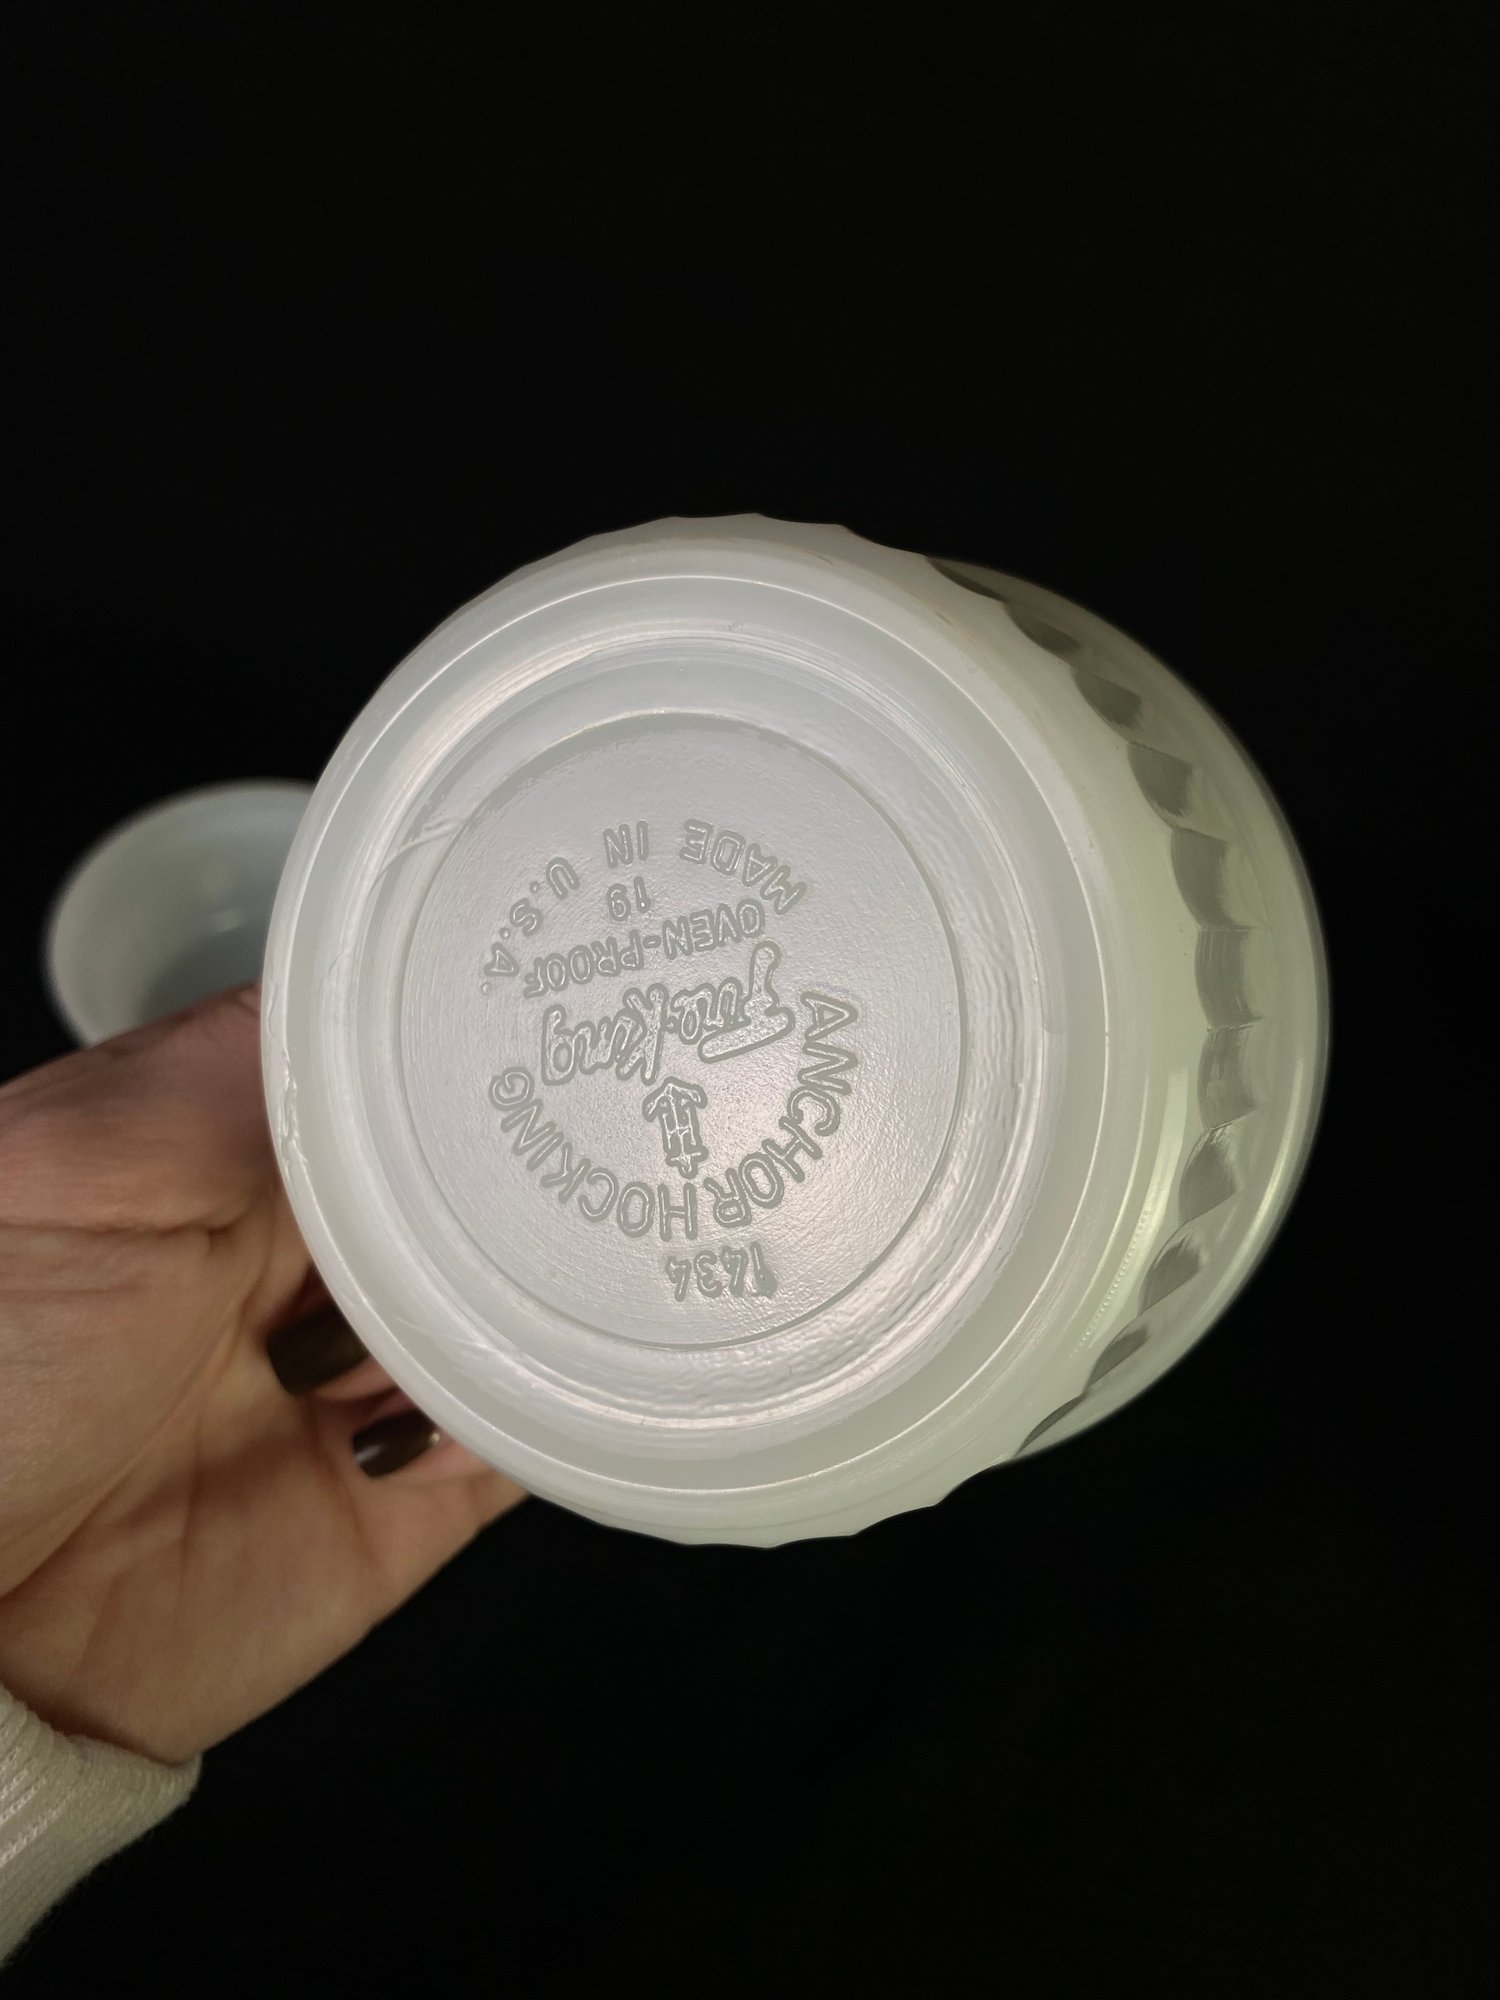 MADE IN U.S.A.
19
OVEN-PROOF
Fire-King
H
ANCHOR HOCKING
1434